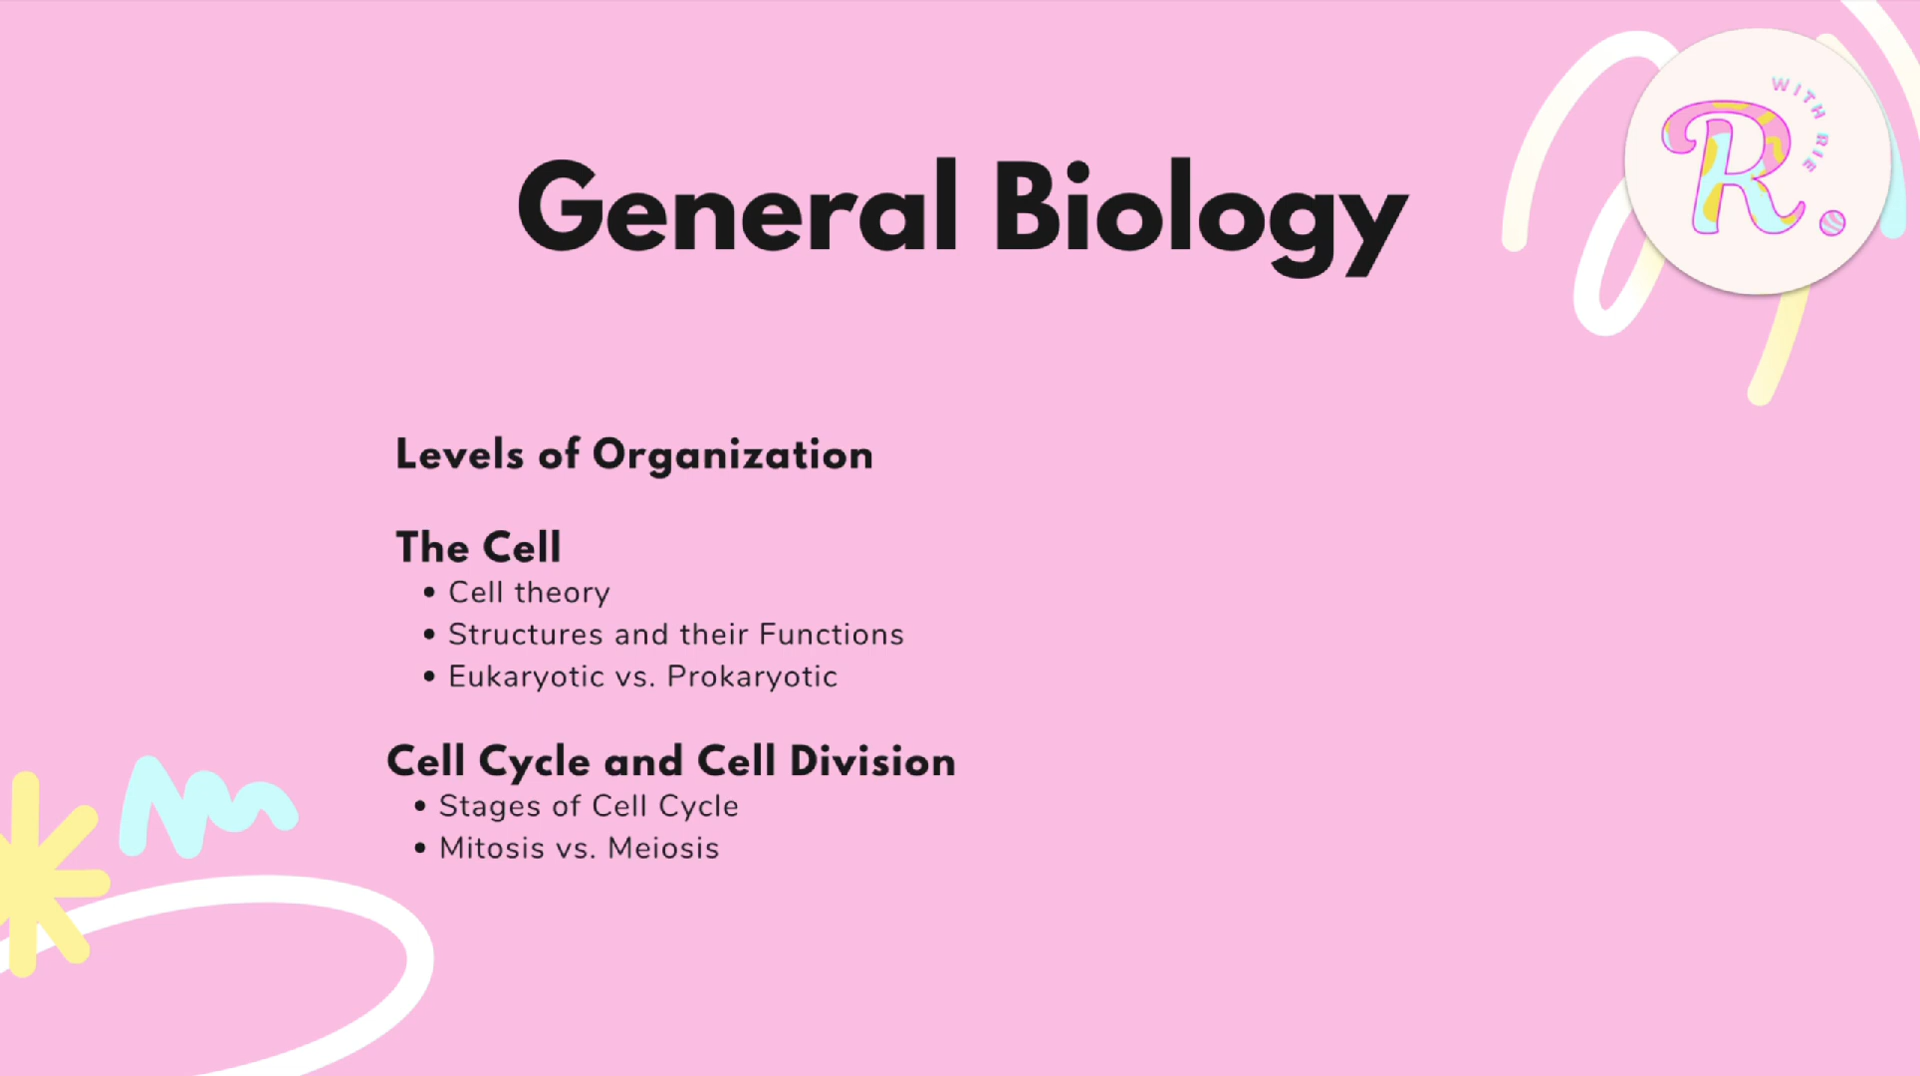 General Biology
WITH RIE
R.
Levels of Organization
The Cell
• Cell theory
• Structures and their Functions
• Eukaryotic vs. Prokaryotic
Cell Cycle and Cell Division
• Stages of Cell Cycle
• Mitosis vs. Meiosis